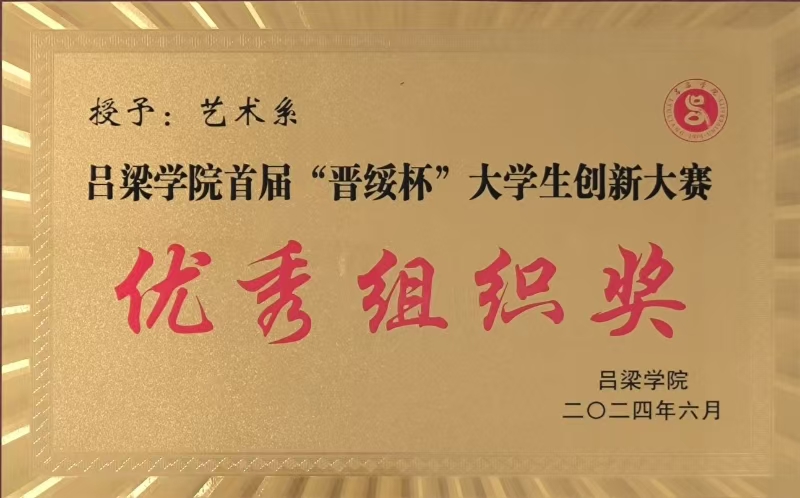 授予：艺术系
吕梁学院首届“晋绥杯”大学生创新大赛
优秀组织奖
吕梁学院
二〇二四年六月